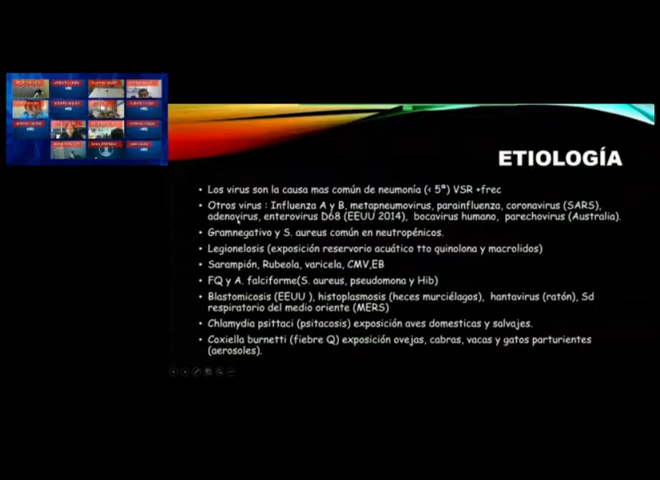 ETIOLOGÍA
• Los virus son la causa mas común de neumonía (< 5ª) VSR +frec
• Otros virus : Influenza A y B, metapneumovirus, parainfluenza, coronavirus (SARS),
adenovirus, enterovirus D68 (EEUU 2014), bocavirus humano, parechovirus (Australia).
• Gramnegativo y S. aureus común en neutropénicos.
• Legionelosis (exposición reservorio acuático tto quinolona y macrolidos)
• Sarampión, Rubeola, varicela, CMV,EB
• FQ y A. falciforme(S. aureus, pseudomona y Hib)
• Blastomicosis (EEUU ), histoplasmosis (heces murciélagos), hantavirus (ratón), Sd
respiratorio del medio oriente (MERS)
• Chlamydia psittaci (psitacosis) exposición aves domesticas y salvajes.
• Coxiella burnetti (fiebre Q) exposición ovejas, cabras, vacas y gatos parturientes
(aerosoles).